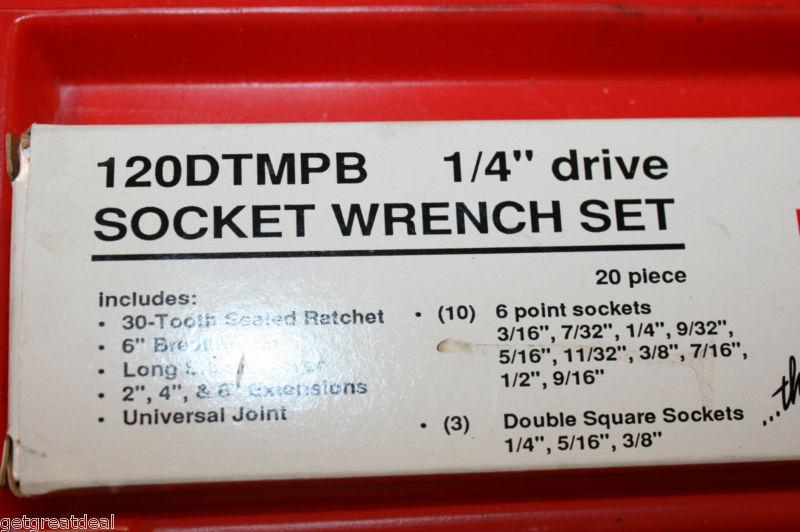 120DTMPB 1/4" drive
SOCKET WRENCH SET
20 piece
includes:
• 30-Tooth Sealed Ratchet
• 6"
• Long
• 2", 4", & 6" Extensions
• Universal Joint
• (10) 6 point sockets
3/16", 7/32", 1/4", 9/32",
5/16", 11/32", 3/8", 7/16",
1/2", 9/16"
• (3) Double Square Sockets
1/4", 5/16", 3/8"
...th
getgreatdeal